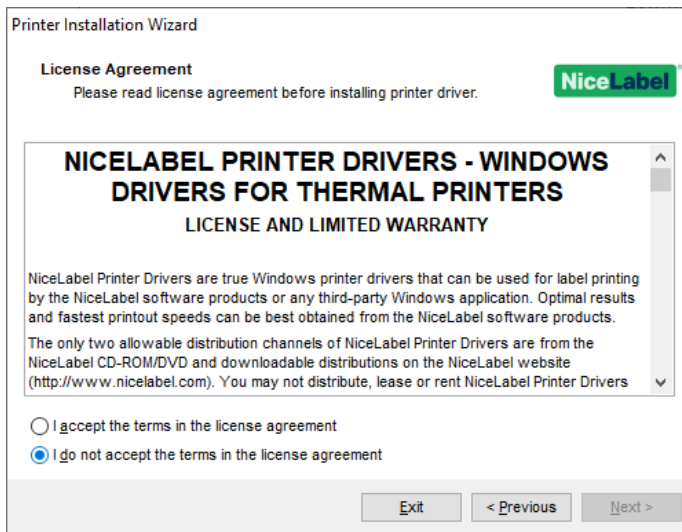 Printer Installation Wizard
License Agreement
Please read license agreement before installing printer driver.
NiceLabel
NICELABEL PRINTER DRIVERS - WINDOWS
DRIVERS FOR THERMAL PRINTERS
LICENSE AND LIMITED WARRANTY
NiceLabel Printer Drivers are true Windows printer drivers that can be used for label printing
by the NiceLabel software products or any third-party Windows application. Optimal results
and fastest printout speeds can be best obtained from the NiceLabel software products.
The only two allowable distribution channels of NiceLabel Printer Drivers are from the
NiceLabel CD-ROM/DVD and downloadable distributions on the NiceLabel website
(http://www.nicelabel.com). You may not distribute, lease or rent NiceLabel Printer Drivers
I accept the terms in the license agreement
I do not accept the terms in the license agreement
Exit
< Previous
Next >